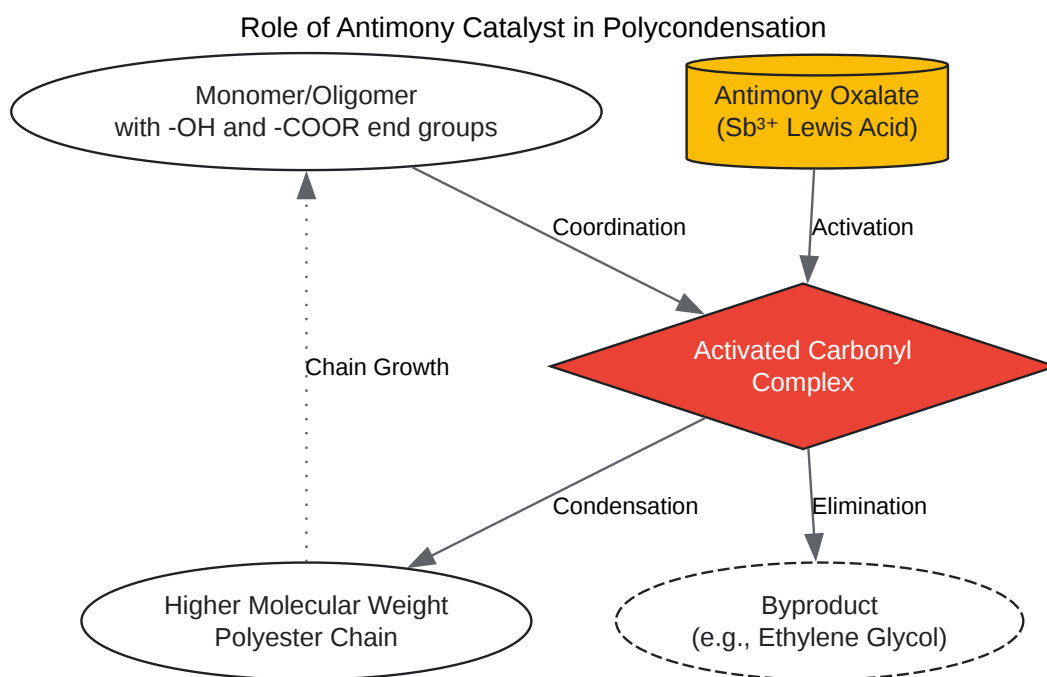 Role of Antimony Catalyst in Polycondensation
Monomer/Oligomer
with -OH and -COOR end groups
Antimony Oxalate
(Sb³⁺ Lewis Acid)
Coordination
Activation
Activated Carbonyl
Complex
Chain Growth
Condensation
Elimination
Higher Molecular Weight
Polyester Chain
Byproduct
(e.g., Ethylene Glycol)